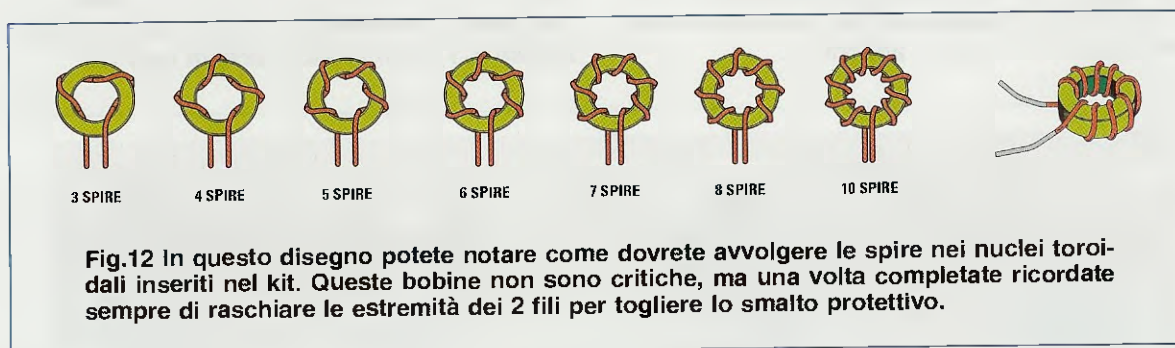 3 SPIRE
4 SPIRE
5 SPIRE
6 SPIRE
7 SPIRE
8 SPIRE
10 SPIRE
Fig.12 In questo disegno potete notare come dovrete avvolgere le spire nei nuclei toroi-
dali inseriti nel kit. Queste bobine non sono critiche, ma una volta completate ricordate
sempre di raschiare le estremità dei 2 fili per togliere lo smalto protettivo.